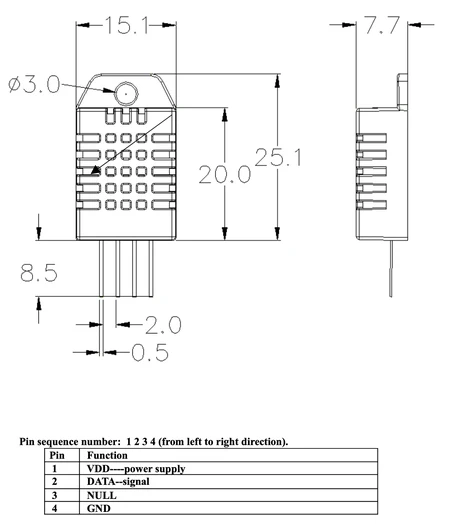 15.1
7.7
Ø3.0
20.0
25.1
8.5
2.0
0.5
Pin sequence number: 1 2 3 4 (from left to right direction).
Pin Function
1 VDD----power supply
2 DATA--signal
3 NULL
4 GND